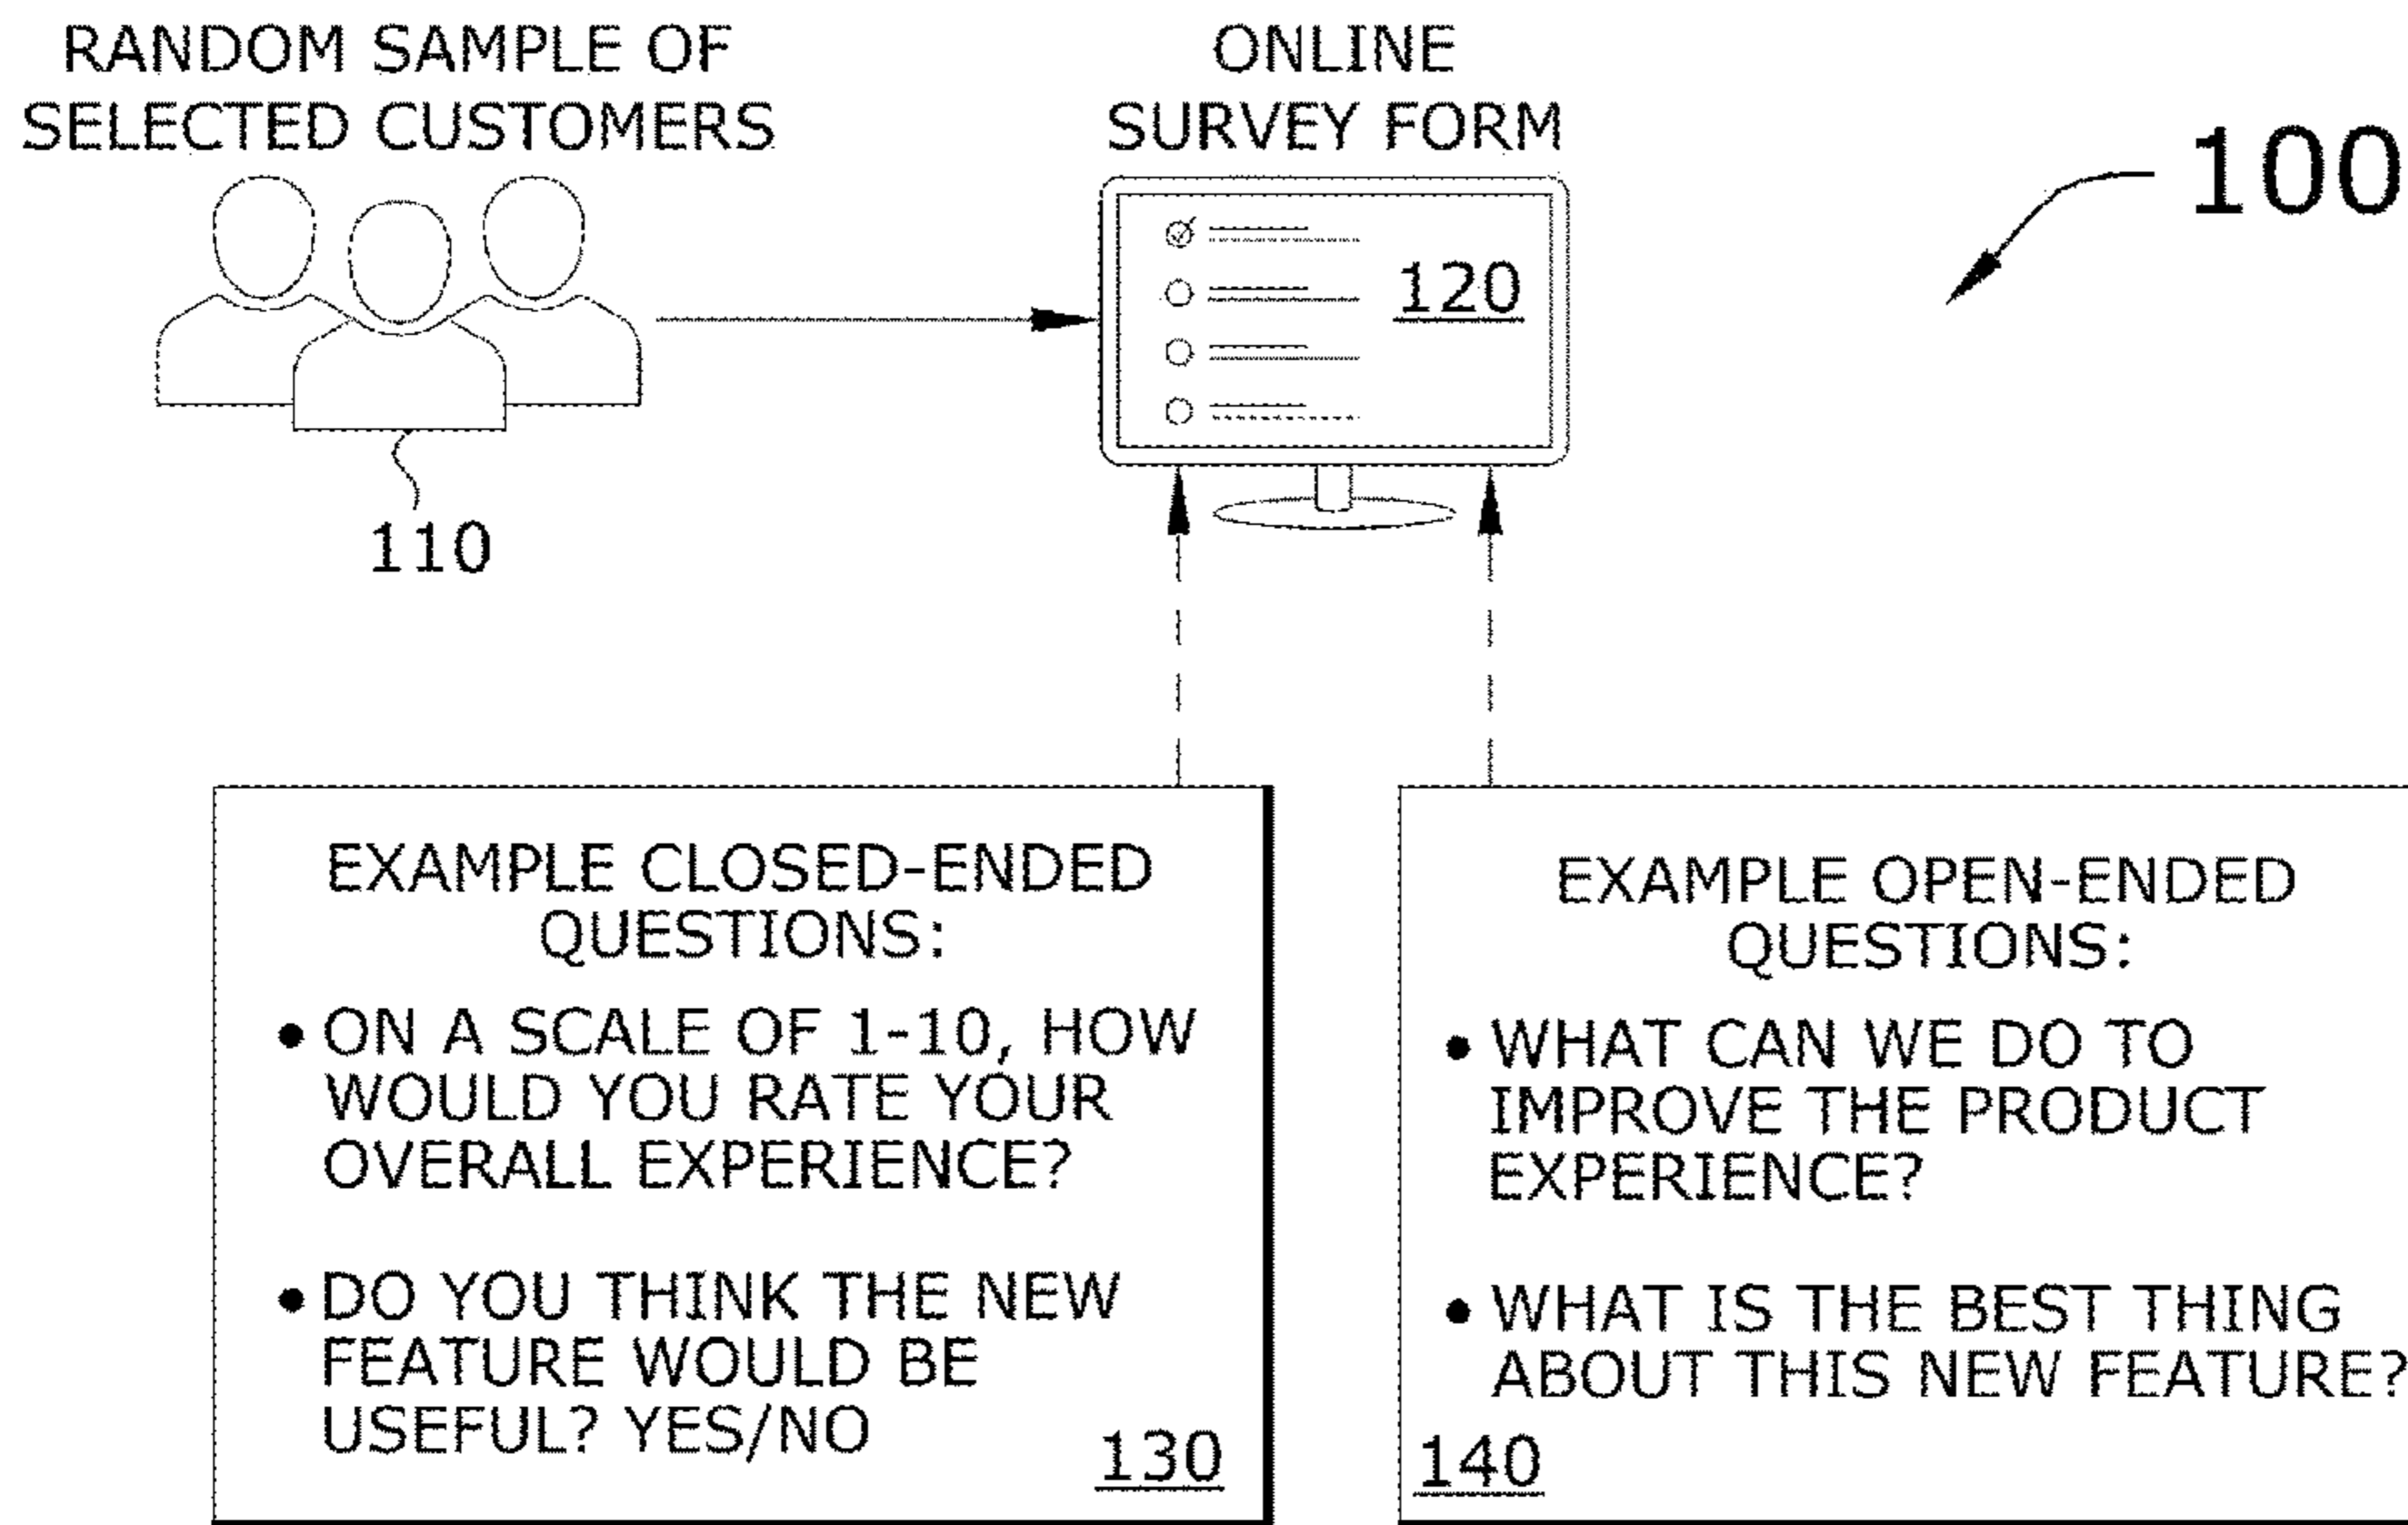 RANDOM SAMPLE OF
SELECTED CUSTOMERS
ONLINE
SURVEY FORM
100
120
110
EXAMPLE CLOSED-ENDED
QUESTIONS:
• ON A SCALE OF 1-10, HOW
WOULD YOU RATE YOUR
OVERALL EXPERIENCE?
• DO YOU THINK THE NEW
FEATURE WOULD BE
USEFUL? YES/NO
130
EXAMPLE OPEN-ENDED
QUESTIONS:
• WHAT CAN WE DO TO
IMPROVE THE PRODUCT
EXPERIENCE?
• WHAT IS THE BEST THING
ABOUT THIS NEW FEATURE?
140